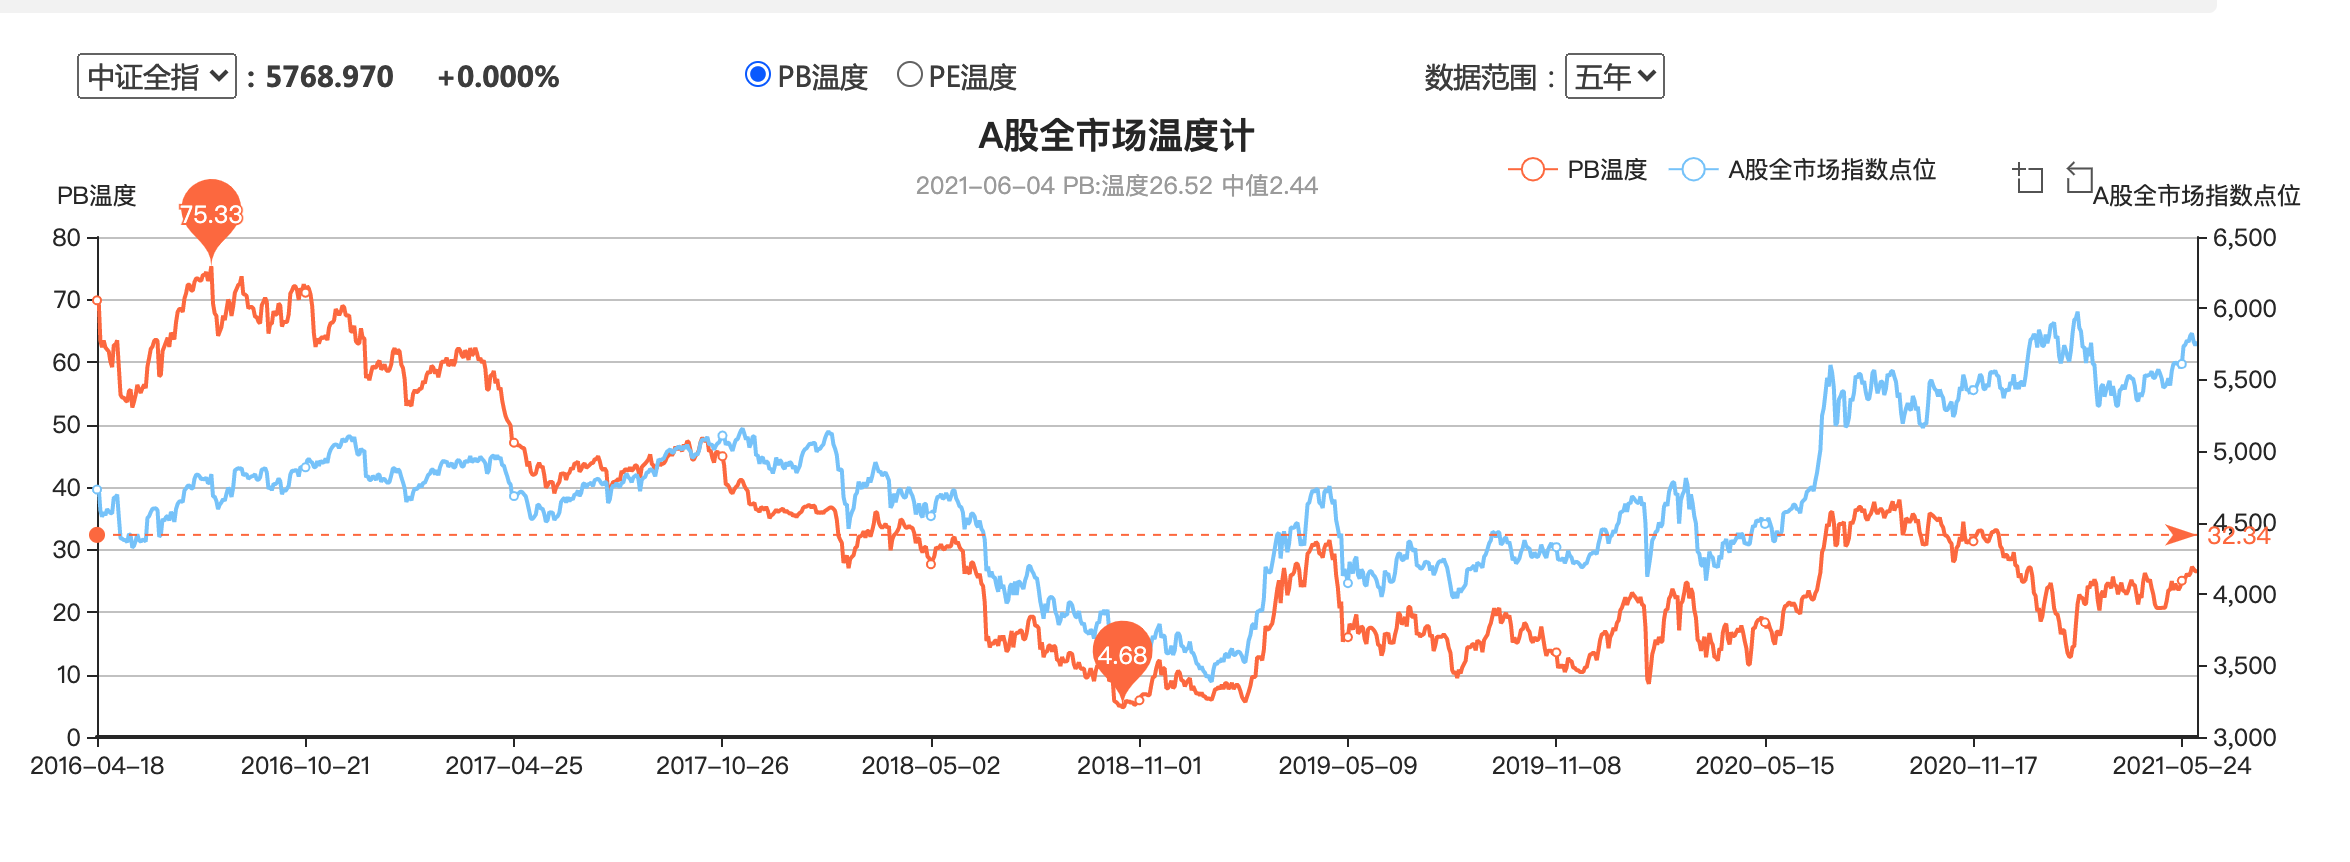 中证全指 : 5768.970 +0.000% PB温度 PE温度 数据范围 : 五年
A股全市场温度计
2021-06-04 PB:温度26.52 中值2.44
PB温度 A股全市场指数点位
PB温度 A股全市场指数点位
75.33
80 6,500
70 6,000
60 5,500
50 5,000
40 4,500
32.34
30 4,000
20 3,500
4.68
10 3,000
0
2016-04-18 2016-10-21 2017-04-25 2017-10-26 2018-05-02 2018-11-01 2019-05-09 2019-11-08 2020-05-15 2020-11-17 2021-05-24